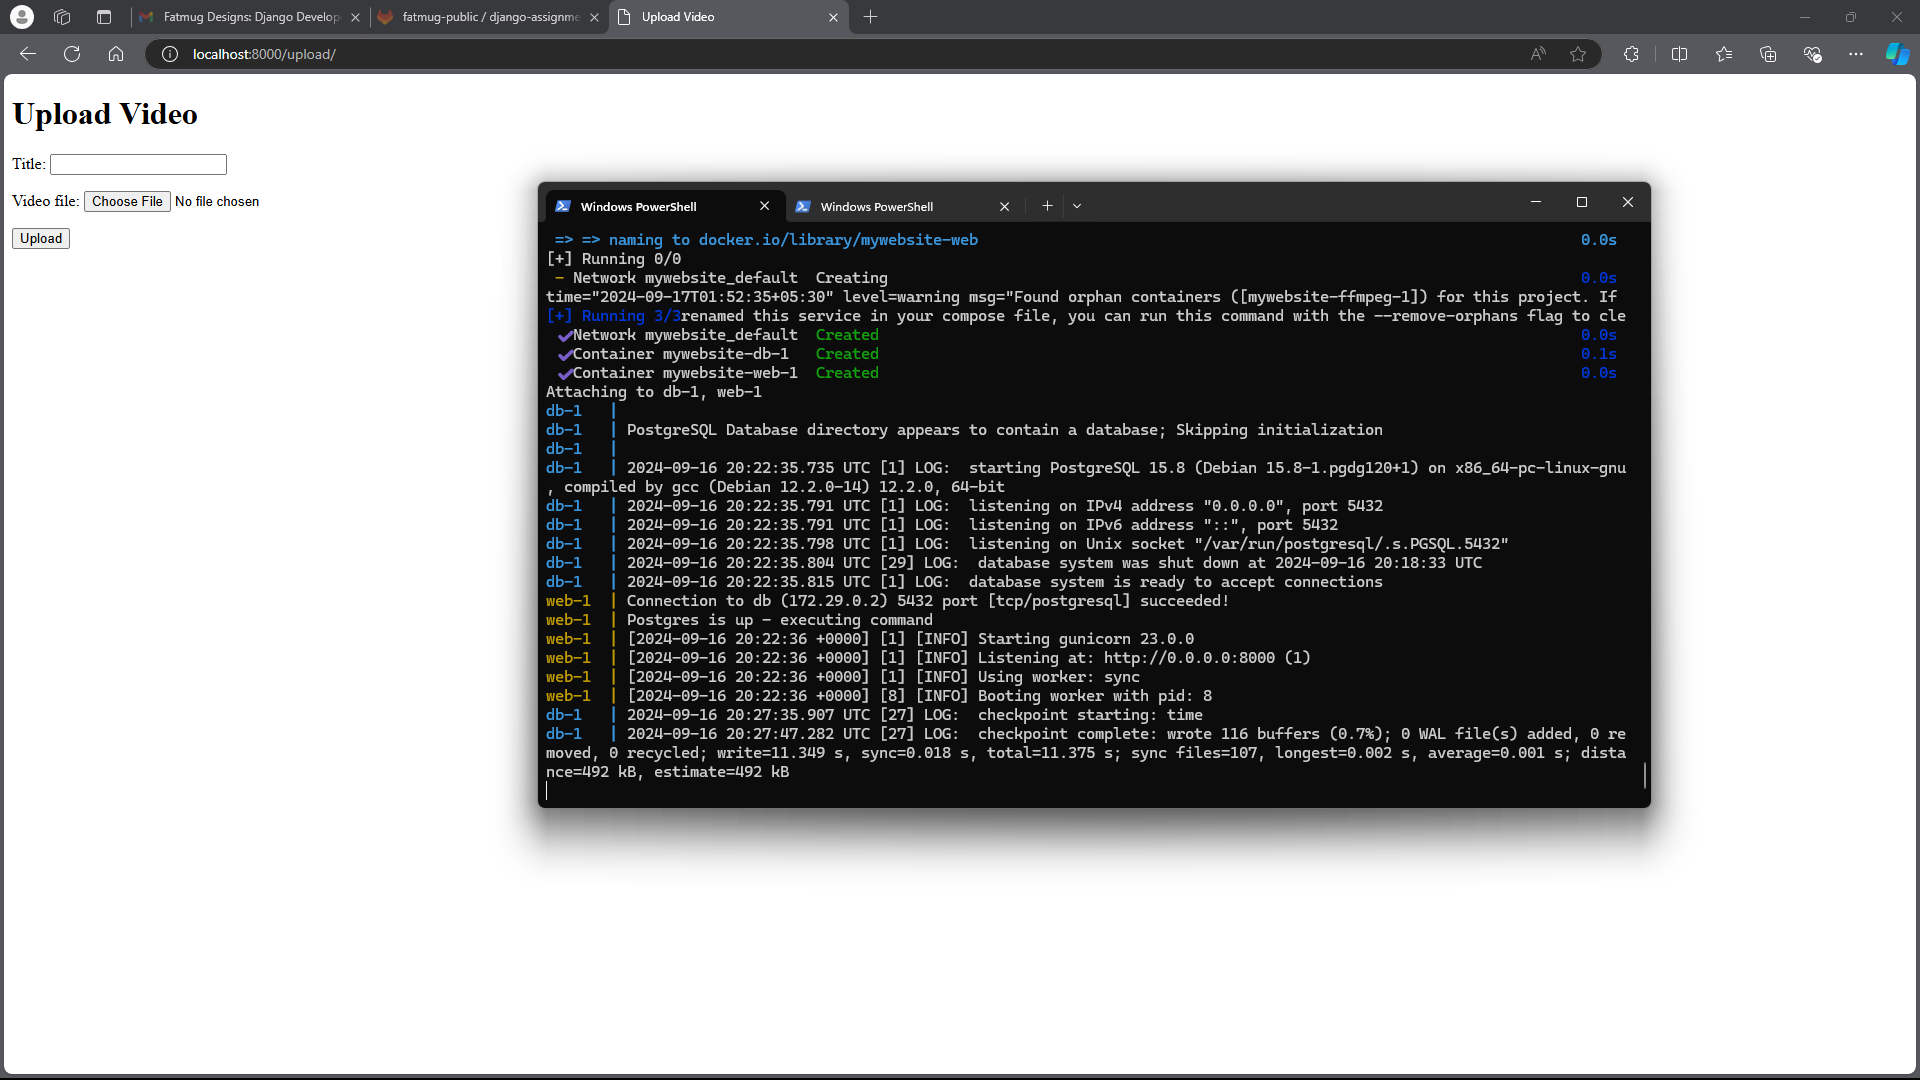 Fatmug Designs: Django Develop
fatmug-public / django-assignme
Upload Video
localhost:8000/upload/
Upload Video
Title:
Video file: Choose File No file chosen
Upload
Windows PowerShell
Windows PowerShell
=> => naming to docker.io/library/mywebsite-web 0.0s
[+] Running 0/0
- Network mywebsite_default Creating 0.0s
time="2024-09-17T01:52:35+05:30" level=warning msg="Found orphan containers ([mywebsite-ffmpeg-1]) for this project. If
[+] Running 3/3renamed this service in your compose file, you can run this command with the --remove-orphans flag to cle
✔Network mywebsite_default Created 0.0s
✔Container mywebsite-db-1 Created 0.1s
✔Container mywebsite-web-1 Created 0.0s
Attaching to db-1, web-1
db-1 |
db-1 | PostgreSQL Database directory appears to contain a database; Skipping initialization
db-1 |
db-1 | 2024-09-16 20:22:35.735 UTC [1] LOG: starting PostgreSQL 15.8 (Debian 15.8-1.pgdg120+1) on x86_64-pc-linux-gnu
, compiled by gcc (Debian 12.2.0-14) 12.2.0, 64-bit
db-1 | 2024-09-16 20:22:35.791 UTC [1] LOG: listening on IPv4 address "0.0.0.0", port 5432
db-1 | 2024-09-16 20:22:35.791 UTC [1] LOG: listening on IPv6 address "::", port 5432
db-1 | 2024-09-16 20:22:35.798 UTC [1] LOG: listening on Unix socket "/var/run/postgresql/.s.PGSQL.5432"
db-1 | 2024-09-16 20:22:35.804 UTC [29] LOG: database system was shut down at 2024-09-16 20:18:33 UTC
db-1 | 2024-09-16 20:22:35.815 UTC [1] LOG: database system is ready to accept connections
web-1 | Connection to db (172.29.0.2) 5432 port [tcp/postgresql] succeeded!
web-1 | Postgres is up - executing command
web-1 | [2024-09-16 20:22:36 +0000] [1] [INFO] Starting gunicorn 23.0.0
web-1 | [2024-09-16 20:22:36 +0000] [1] [INFO] Listening at: http://0.0.0.0:8000 (1)
web-1 | [2024-09-16 20:22:36 +0000] [1] [INFO] Using worker: sync
web-1 | [2024-09-16 20:22:36 +0000] [8] [INFO] Booting worker with pid: 8
db-1 | 2024-09-16 20:27:35.907 UTC [27] LOG: checkpoint starting: time
db-1 | 2024-09-16 20:27:47.282 UTC [27] LOG: checkpoint complete: wrote 116 buffers (0.7%); 0 WAL file(s) added, 0 re
moved, 0 recycled; write=11.349 s, sync=0.018 s, total=11.375 s; sync files=107, longest=0.002 s, average=0.001 s; dista
nce=492 kB, estimate=492 kB